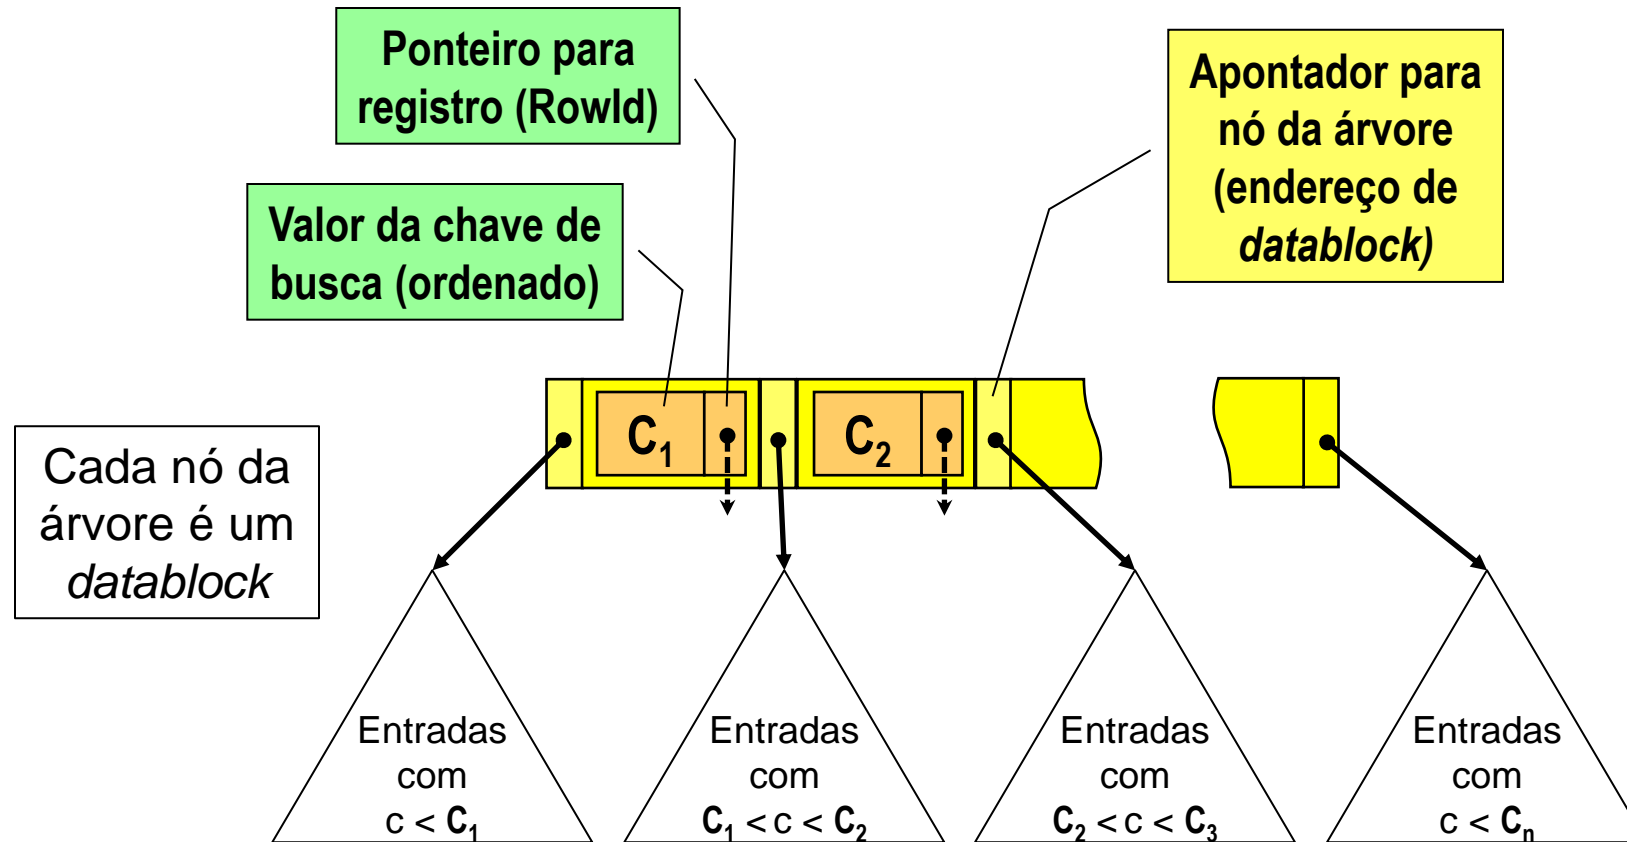 Ponteiro para
registro (RowId)
Apontador para
nó da árvore
(endereço de
datablock)
Valor da chave de
busca (ordenado)
C1
C2
Cada nó da
árvore é um
datablock
Entradas
com
c < C1
Entradas
com
C1 < c < C2
Entradas
com
C2 < c < C3
Entradas
com
c < Cn